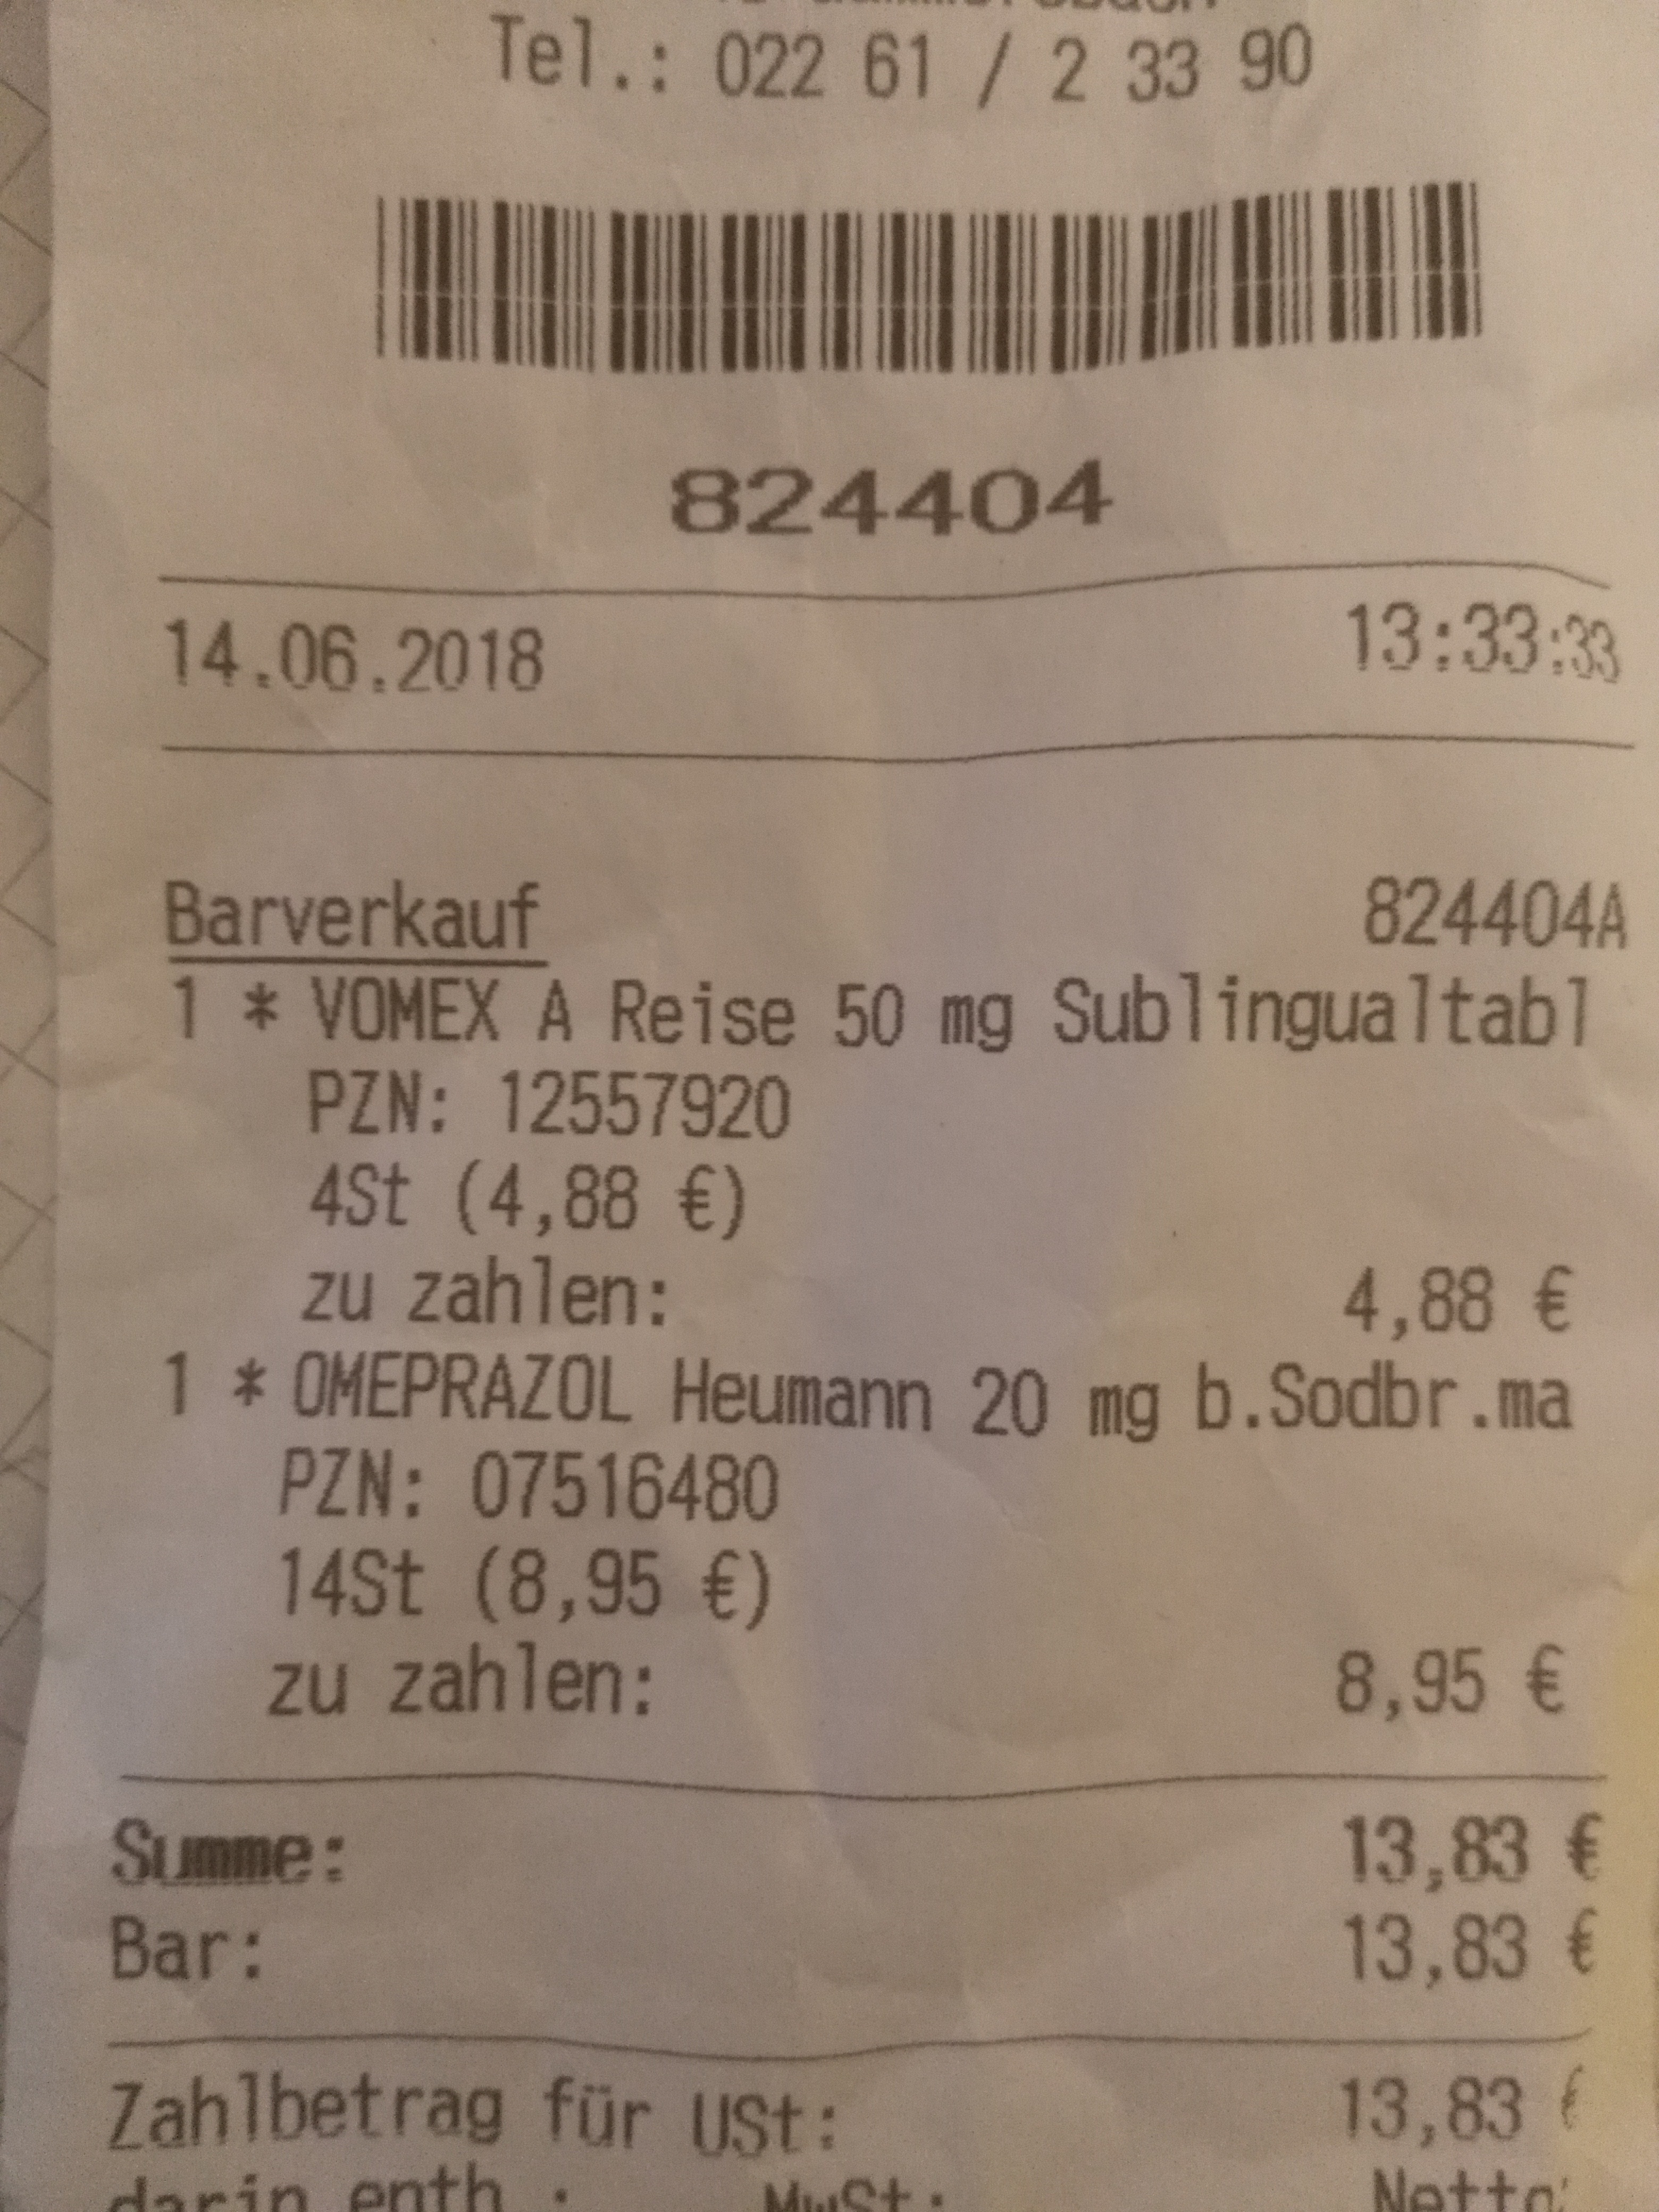 Tel.: 022 61 / 2 33 90
824404
14.06.2018 13:33:33
Barverkauf 824404A
1 * VOMEX A Reise 50 mg Sublingualtabl
PZN: 12557920
4St (4,88 €)
zu zahlen: 4,88 €
1 * OMEPRAZOL Heumann 20 mg b.Sodbr.ma
PZN: 07516480
14St (8,95 €)
zu zahlen: 8,95 €
Summe: 13,83 €
Bar: 13,83 €
Zahlbetrag für USt: 13,83 €
darin enth.: MwSt: Netto: